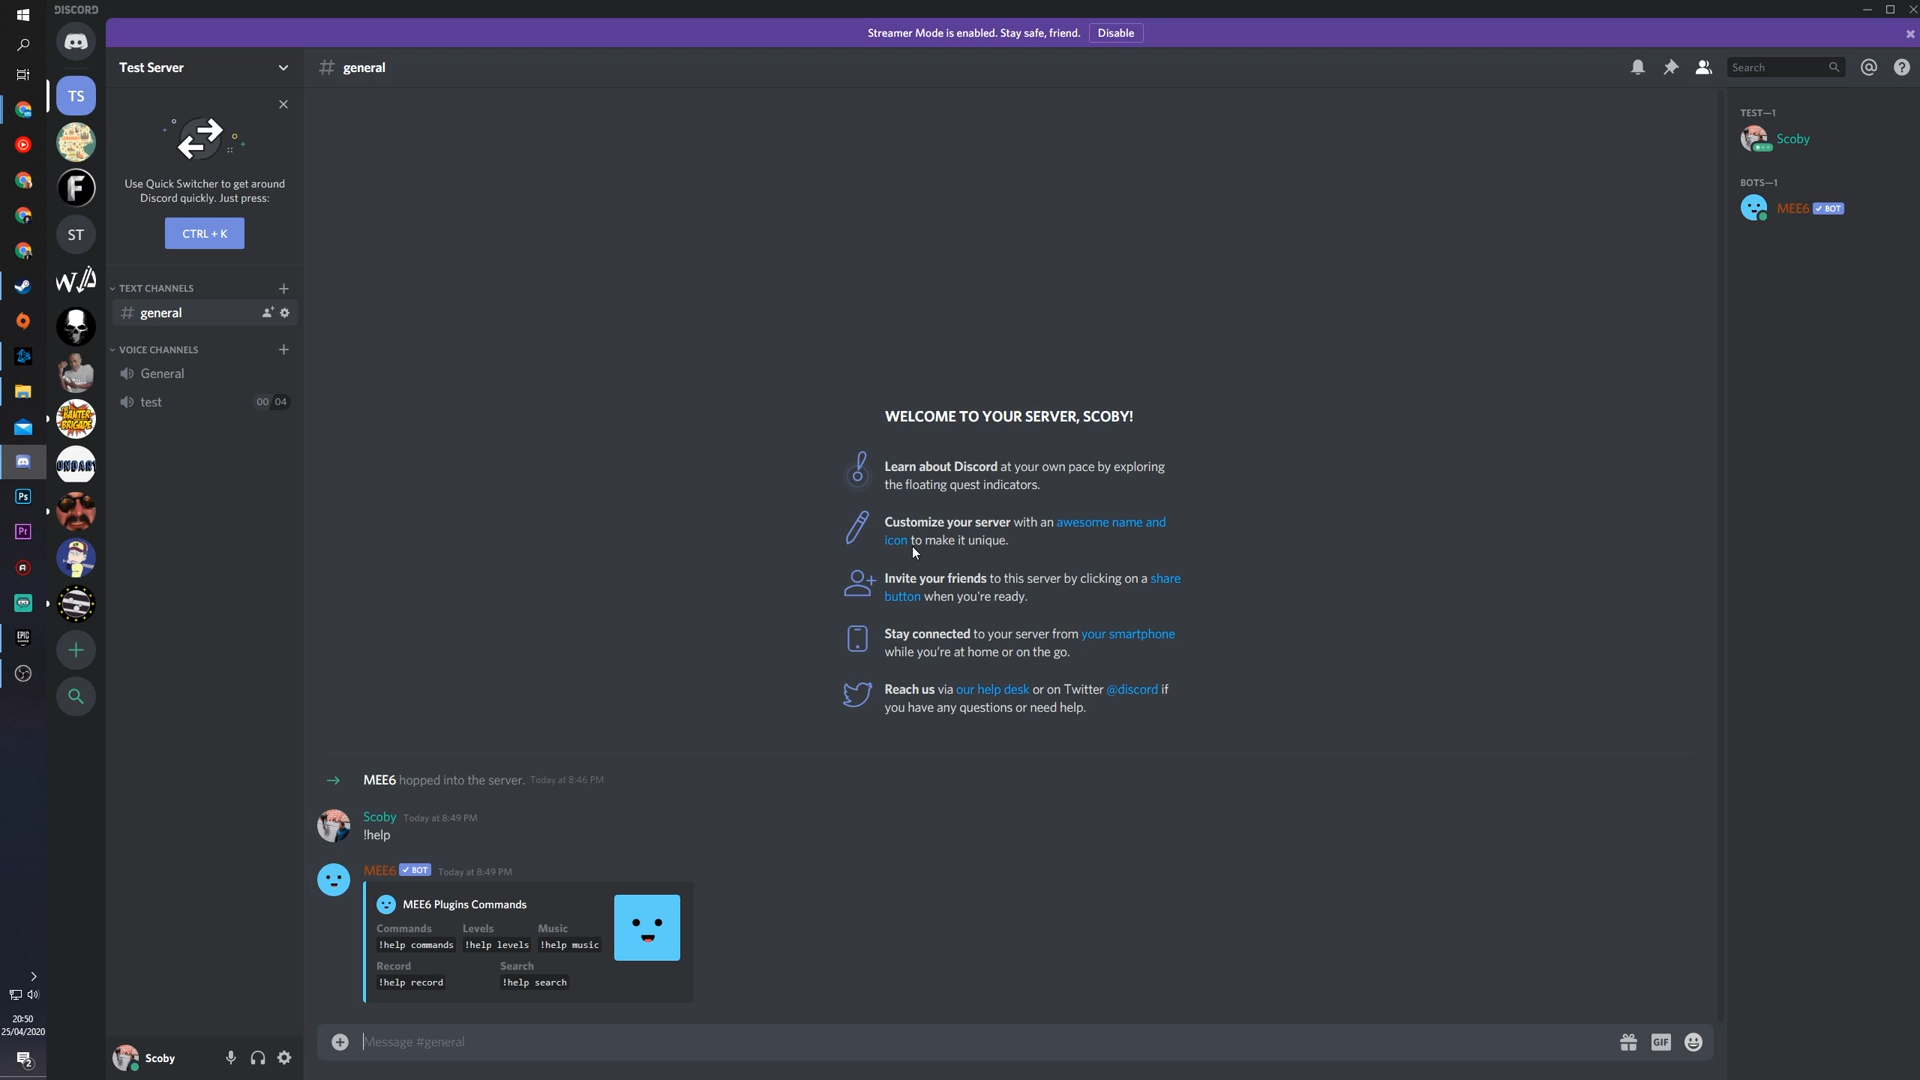 DISCORD
Streamer Mode is enabled. Stay safe, friend. Disable
Test Server
# general
Search
TS
Use Quick Switcher to get around
Discord quickly. Just press:
CTRL + K
F
ST
TEXT CHANNELS
# general
VOICE CHANNELS
General
test 00 04
THE BANTER BRIGADE
TEST—1
Scoby
BOTS—1
MEE6 BOT
WELCOME TO YOUR SERVER, SCOBY!
Learn about Discord at your own pace by exploring
the floating quest indicators.
Customize your server with an awesome name and
icon to make it unique.
Invite your friends to this server by clicking on a share
button when you're ready.
Stay connected to your server from your smartphone
while you're at home or on the go.
Reach us via our help desk or on Twitter @discord if
you have any questions or need help.
MEE6 hopped into the server. Today at 8:46 PM
Scoby Today at 8:49 PM
!help
MEE6 BOT Today at 8:49 PM
MEE6 Plugins Commands
Commands Levels Music
!help commands !help levels !help music
Record Search
!help record !help search
Message #general
GIF
Scoby
Ps
Pr
EPIC
20:50
25/04/2020
2